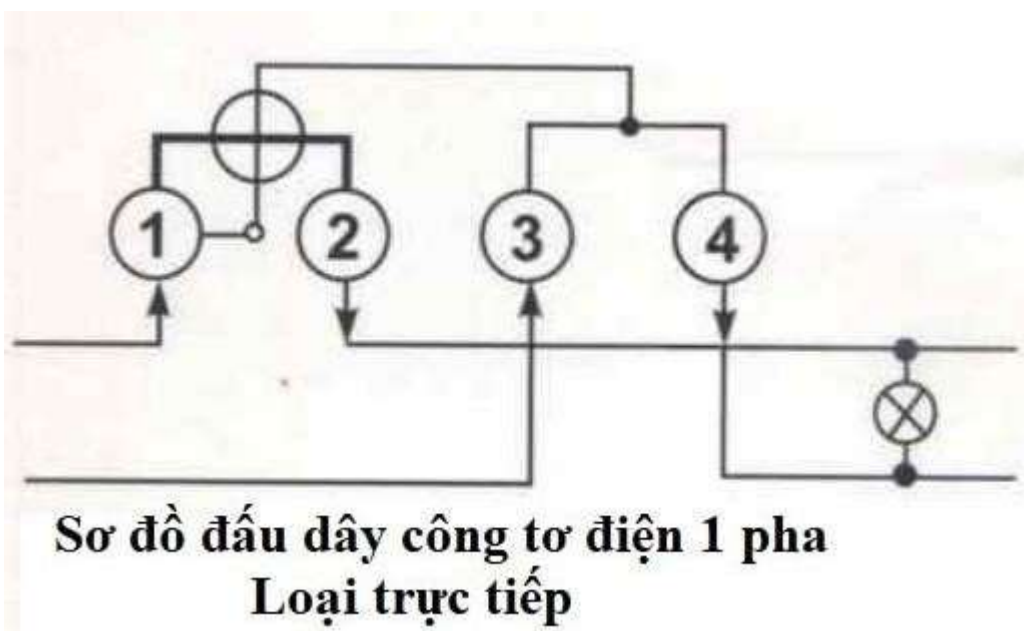 1 2 3 4
Sơ đồ đấu dây công tơ điện 1 pha
Loại trực tiếp